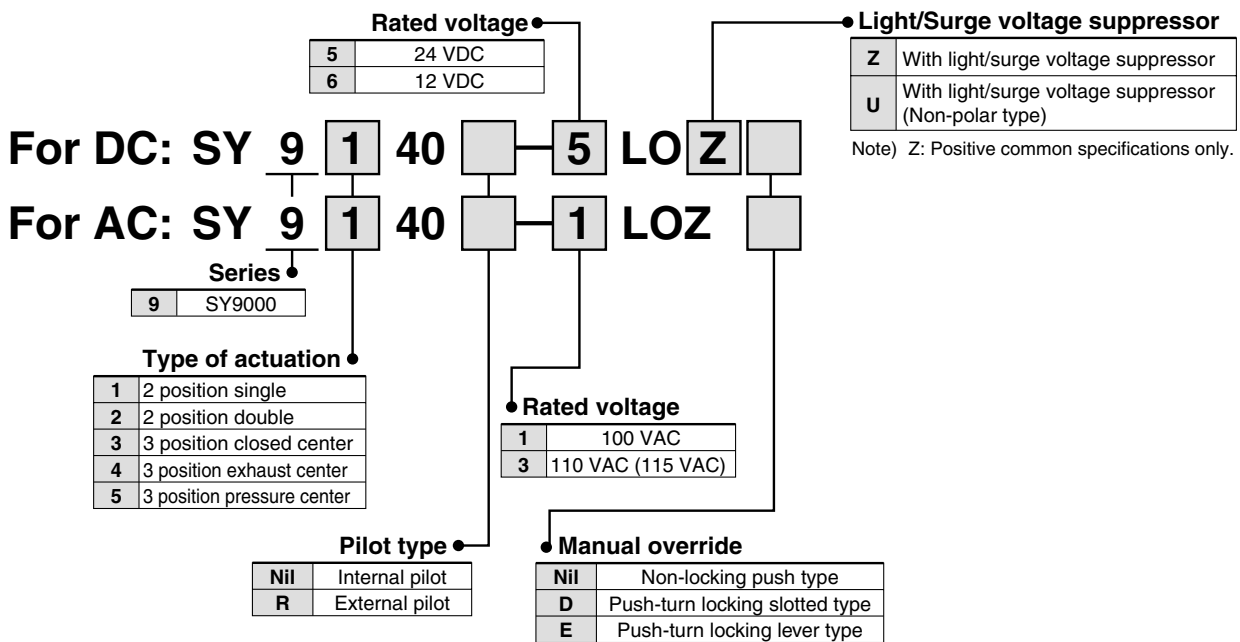 Rated voltage
5 24 VDC
6 12 VDC
Light/Surge voltage suppressor
Z With light/surge voltage suppressor
U With light/surge voltage suppressor
(Non-polar type)
Note) Z: Positive common specifications only.
For DC: SY 9 1 40 5 LO Z
For AC: SY 9 1 40 1 LOZ
Series
9 SY9000
Type of actuation
1 2 position single
2 2 position double
3 3 position closed center
4 3 position exhaust center
5 3 position pressure center
Rated voltage
1 100 VAC
3 110 VAC (115 VAC)
Pilot type
Nil Internal pilot
R External pilot
Manual override
Nil Non-locking push type
D Push-turn locking slotted type
E Push-turn locking lever type